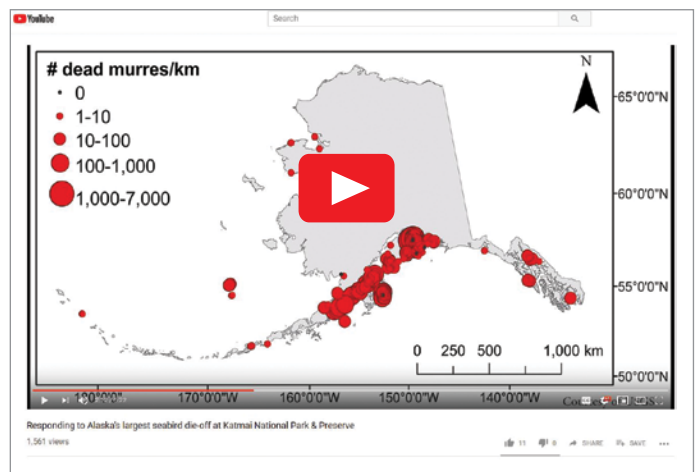 YouTube
Search
# dead murres/km
0
1-10
10-100
100-1,000
1,000-7,000
N
65°0'0"N
60°0'0"N
55°0'0"N
50°0'0"N
0 250 500 1,000 km
170°0'0"W 160°0'0"W 150°0'0"W 140°0'0"W
Responding to Alaska's largest seabird die-off at Katmai National Park & Preserve
1,561 views
11 0 SHARE SAVE